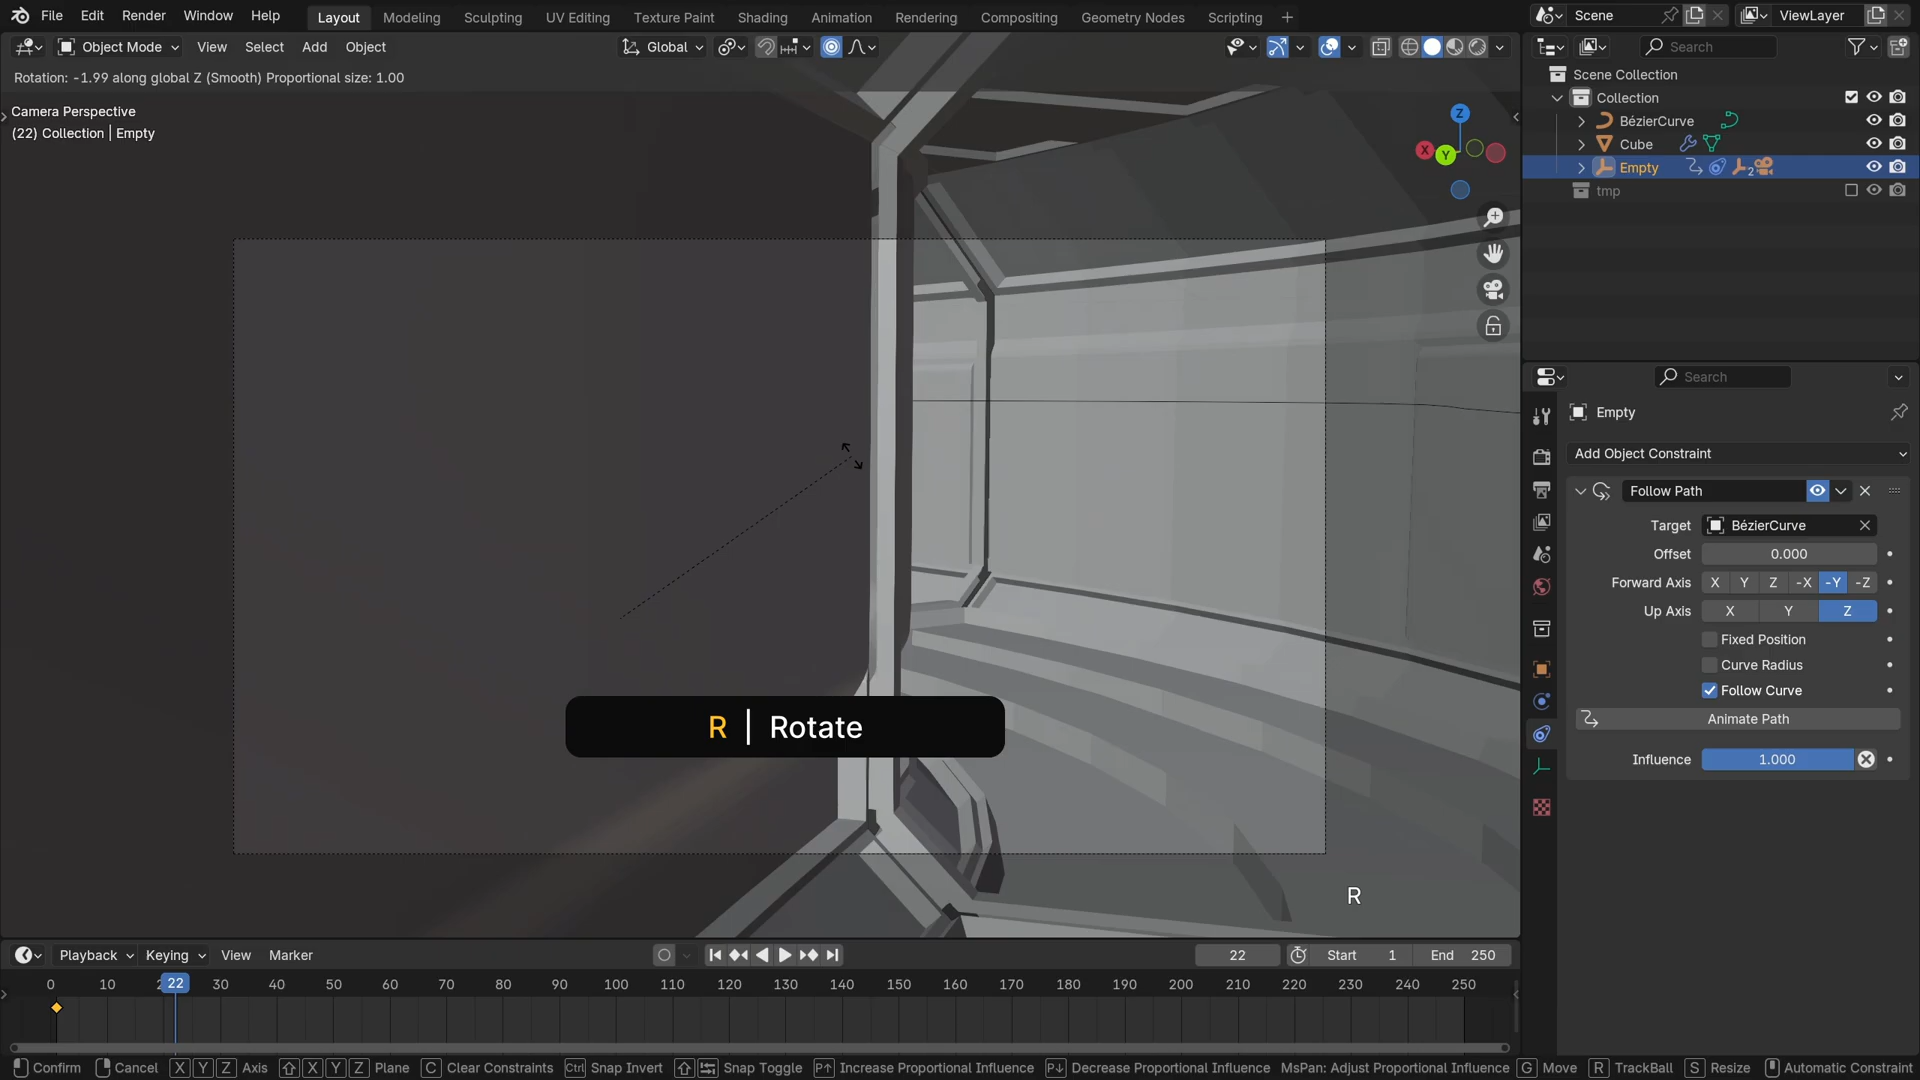 File Edit Render Window Help Layout Modeling Sculpting UV Editing Texture Paint Shading Animation Rendering Compositing Geometry Nodes Scripting + Scene ViewLayer
Object Mode View Select Add Object Global Search
Rotation: -1.99 along global Z (Smooth) Proportional size: 1.00
Scene Collection
Camera Perspective
(22) Collection | Empty
Collection
BézierCurve
Cube
Empty 2
tmp
Z
X
Y
Search
Empty
Add Object Constraint
Follow Path
Target BézierCurve
Offset 0.000
Forward Axis X Y Z -X -Y -Z
Up Axis X Y Z
Fixed Position
Curve Radius
Follow Curve
Animate Path
Influence 1.000
R | Rotate
R
Playback Keying View Marker 22 Start 1 End 250
0 10 22 30 40 50 60 70 80 90 100 110 120 130 140 150 160 170 180 190 200 210 220 230 240 250
Confirm Cancel X Y Z Axis X Y Z Plane C Clear Constraints Ctrl Snap Invert Snap Toggle P↑ Increase Proportional Influence P↓ Decrease Proportional Influence MsPan: Adjust Proportional Influence G Move R TrackBall S Resize Automatic Constraint